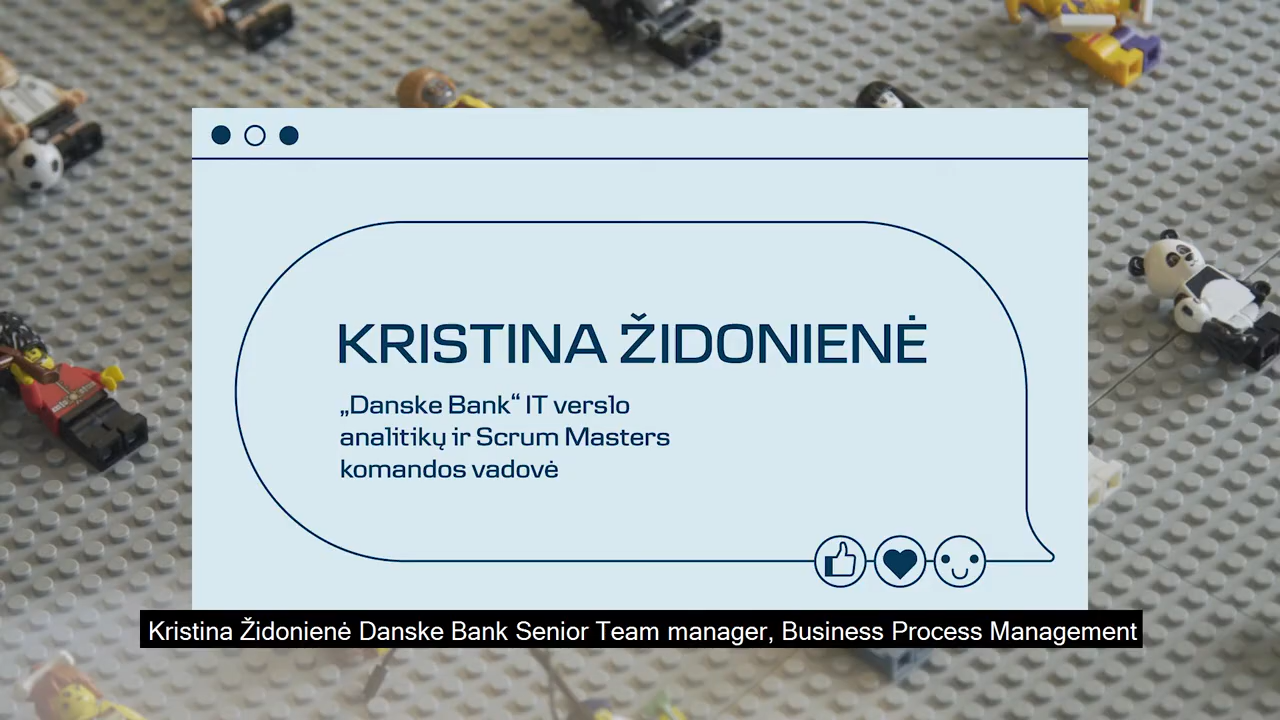 KRISTINA ŽIDONIENĖ
„Danske Bank“ IT verslo
analitikų ir Scrum Masters
komandos vadovė
Kristina Židonienė Danske Bank Senior Team manager, Business Process Management